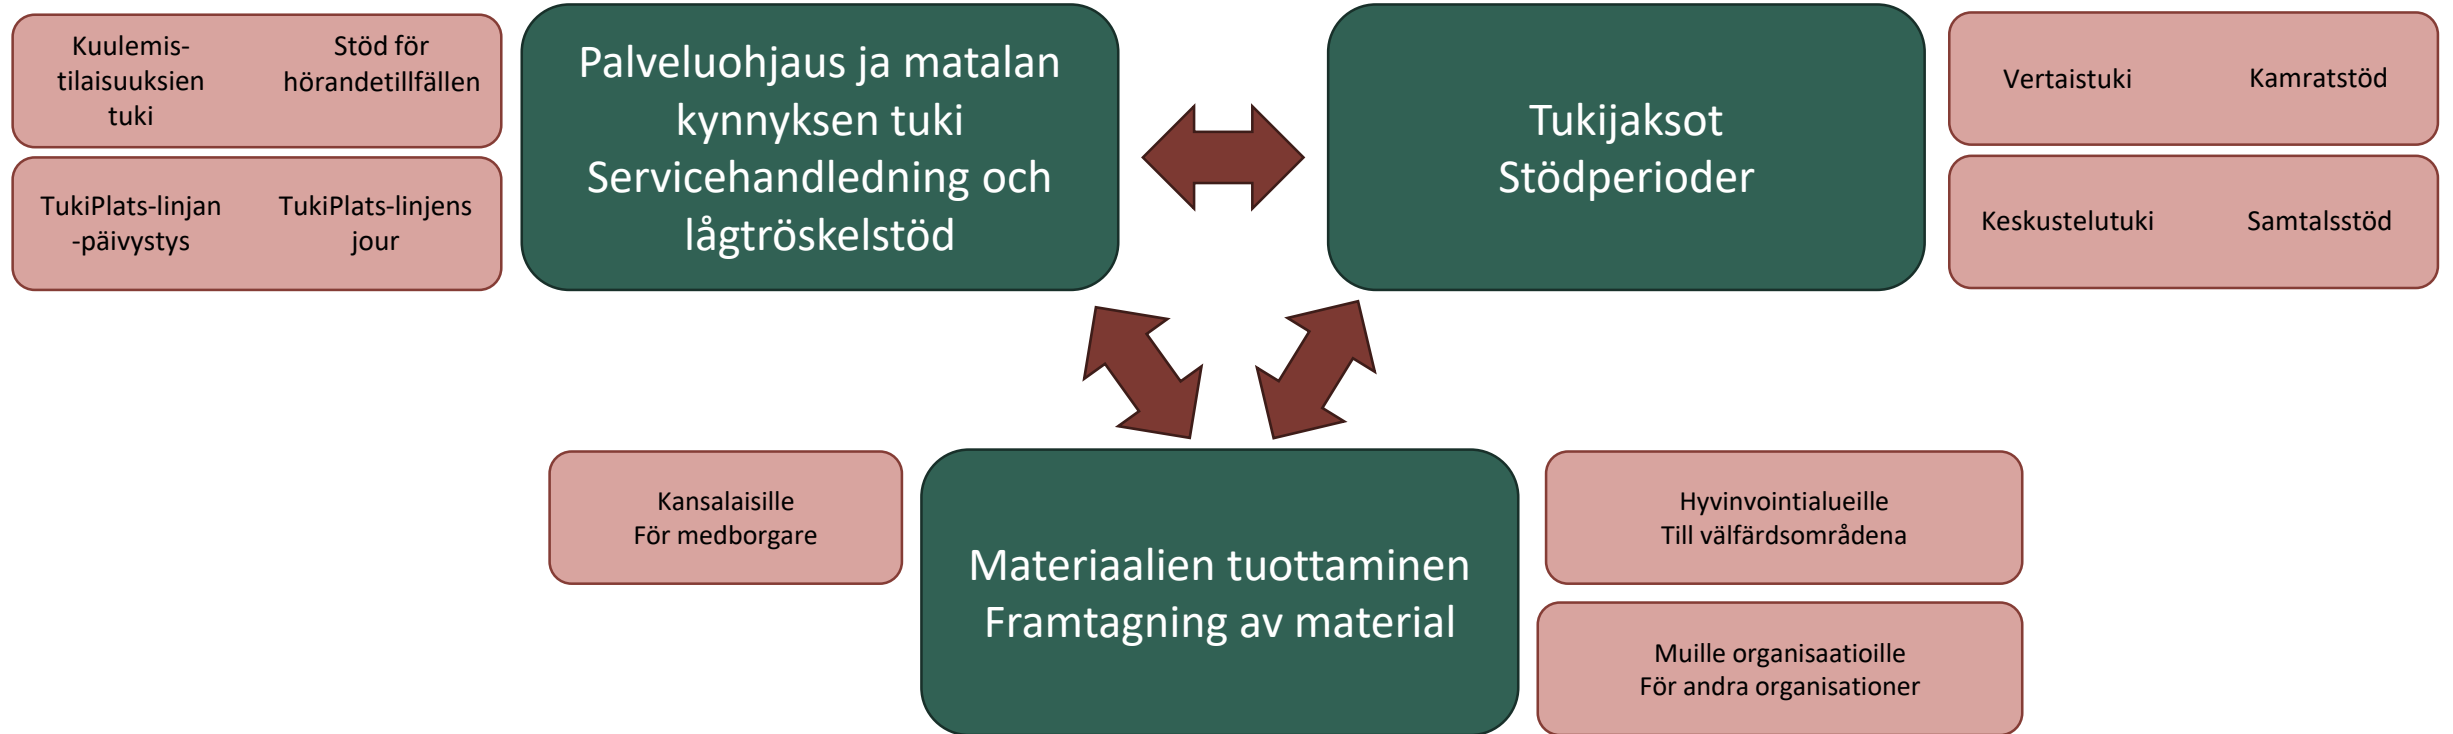 Kuulemis-
tilaisuuksien
tuki
Stöd för
hörandetillfällen
TukiPlats-linjan
-päivystys
TukiPlats-linjens
jour
Palveluohjaus ja matalan
kynnyksen tuki
Servicehandledning och
lågtröskelstöd
Tukijaksot
Stödperioder
Vertaistuki
Kamratstöd
Keskustelutuki
Samtalsstöd
Kansalaisille
För medborgare
Materiaalien tuottaminen
Framtagning av material
Hyvinvointialueille
Till välfärdsområdena
Muille organisaatioille
För andra organisationer